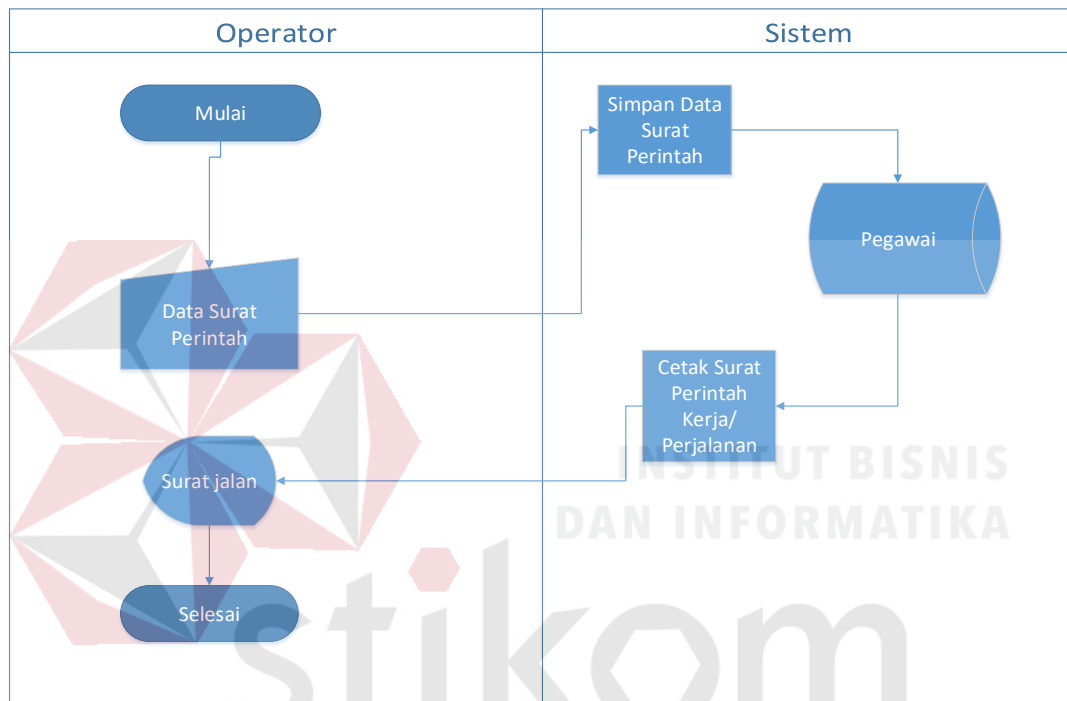 Operator
Sistem
Mulai
Simpan Data
Surat
Perintah
Pegawai
Data Surat
Perintah
Cetak Surat
Perintah
Kerja/
Perjalanan
Surat jalan
Selesai
INSTITUT BISNIS
DAN INFORMATIKA
stikom